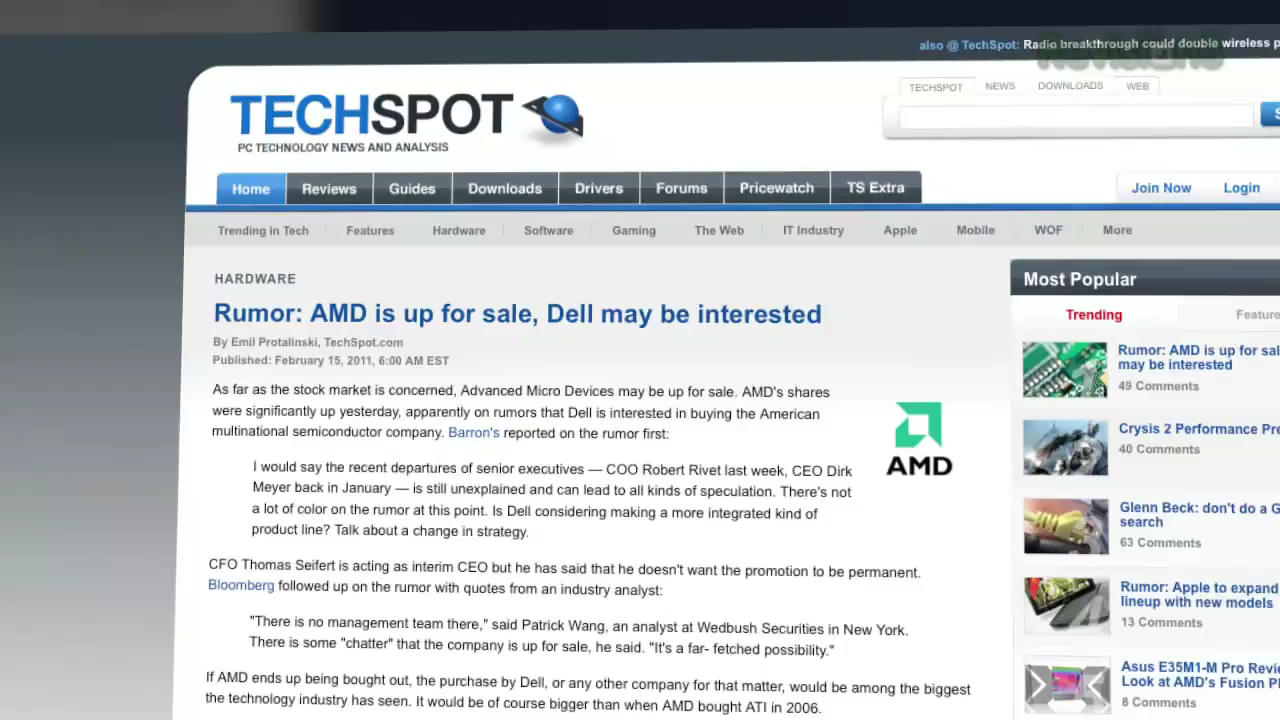 also @ TechSpot: Radio breakthrough could double wireless
TECHSPOT
PC TECHNOLOGY NEWS AND ANALYSIS
TECHSPOT NEWS DOWNLOADS WEB
Home Reviews Guides Downloads Drivers Forums Pricewatch TS Extra
Join Now Login
Trending in Tech Features Hardware Software Gaming The Web IT Industry Apple Mobile WOF More
HARDWARE
Rumor: AMD is up for sale, Dell may be interested
By Emil Protalinski, TechSpot.com
Published: February 15, 2011, 6:00 AM EST
As far as the stock market is concerned, Advanced Micro Devices may be up for sale. AMD's shares
were significantly up yesterday, apparently on rumors that Dell is interested in buying the American
multinational semiconductor company. Barron's reported on the rumor first:
I would say the recent departures of senior executives — COO Robert Rivet last week, CEO Dirk
Meyer back in January — is still unexplained and can lead to all kinds of speculation. There's not
a lot of color on the rumor at this point. Is Dell considering making a more integrated kind of
product line? Talk about a change in strategy.
AMD
CFO Thomas Seifert is acting as interim CEO but he has said that he doesn't want the promotion to be permanent.
Bloomberg followed up on the rumor with quotes from an industry analyst:
"There is no management team there," said Patrick Wang, an analyst at Wedbush Securities in New York.
There is some "chatter" that the company is up for sale, he said. "It's a far- fetched possibility."
If AMD ends up being bought out, the purchase by Dell, or any other company for that matter, would be among the biggest
the technology industry has seen. It would be of course bigger than when AMD bought ATI in 2006.
Most Popular
Trending Feature
Rumor: AMD is up for sal
may be interested
49 Comments
Crysis 2 Performance Pre
40 Comments
Glenn Beck: don't do a G
search
63 Comments
Rumor: Apple to expand
lineup with new models
13 Comments
Asus E35M1-M Pro Revie
Look at AMD's Fusion Pl
8 Comments